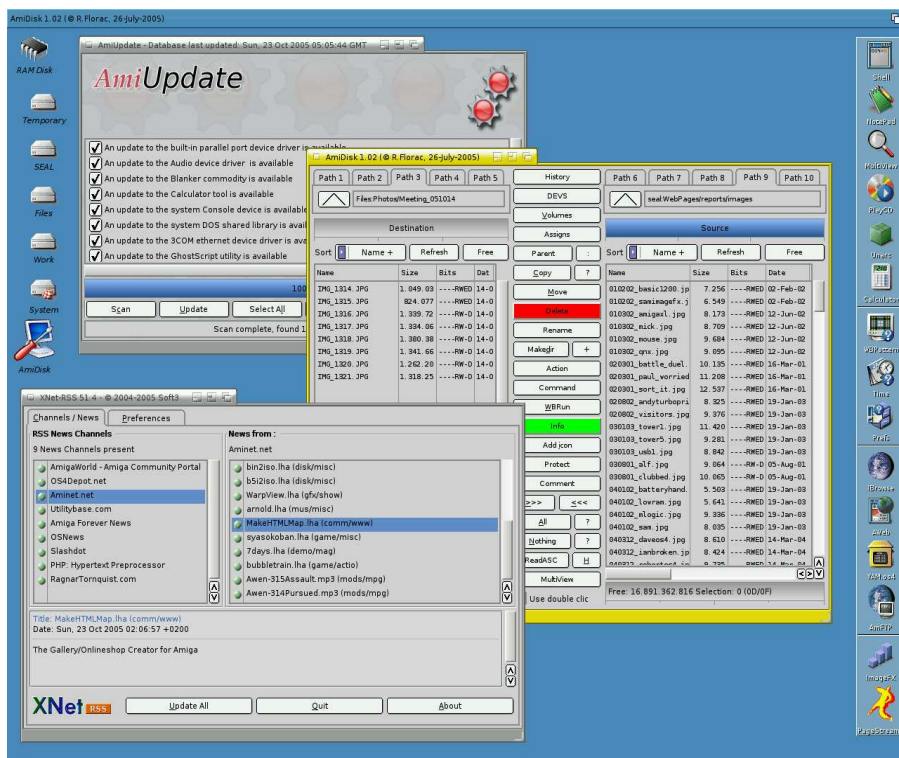 AmiDisk 1.02 (© R.Florac, 26-July-2005)
RAM Disk
Temporary
SEAL
Files
Work
System
AmiDisk
AmiUpdate - Database last updated: Sun, 23 Oct 2005 05:05:44 GMT
AmiUpdate
An update to the built-in parallel port device driver is available
An update to the Audio device driver is available
An update to the Blanker commodity is available
An update to the Calculator tool is available
An update to the system Console device is available
An update to the system DOS shared library is avail
An update to the 3COM ethernet device driver is ava
An update to the GhostScript utility is available
100
Scan
Update
Select All
Scan complete, found 1
AmiDisk 1.02 (© R.Florac, 26-July-2005)
Path 1 Path 2 Path 3 Path 4 Path 5
Files:Photos/Meeting_051014
Destination
Sort Name + Refresh Free
Name Size Bits Dat
IMG_1314.JPG 1.049.03 ----RWED 14-O
IMG_1315.JPG 824.077 ----RWED 14-O
IMG_1316.JPG 1.339.72 ----RW-D 14-O
IMG_1317.JPG 1.334.06 ----RW-D 14-O
IMG_1318.JPG 1.380.38 ----RW-D 14-O
IMG_1319.JPG 1.341.66 ----RW-D 14-O
IMG_1320.JPG 1.262.20 ----RW-D 14-O
IMG_1321.JPG 1.318.25 ----RW-D 14-O
History
DEVS
Volumes
Assigns
Parent :
Copy ?
Move
Delete
Rename
Makedir +
Action
Command
WBRun
Info
Add icon
Protect
Comment
>>> <<<
All ?
Nothing ?
ReadASC H
MultiView
Use double clic
Path 6 Path 7 Path 8 Path 9 Path 10
seal:WebPages/reports/images
Source
Sort Name + Refresh Free
Name Size Bits Date
010202_basic1200.jpg 7.256 ----RWED 02-Feb-02
010202_samimagefx.j 6.549 ----RWED 02-Feb-02
010302_amigaxl.jpg 8.173 ----RWED 12-Jun-02
010302_mick.jpg 8.709 ----RWED 12-Jun-02
010302_mouse.jpg 9.684 ----RWED 12-Jun-02
010302_qnx.jpg 9.095 ----RWED 12-Jun-02
020301_battle_duel. 10.135 ----RWED 16-Mar-01
020301_paul_worried 11.208 ----RWED 16-Mar-01
020301_sort_it.jpg 12.537 ----RWED 16-Mar-01
020802_andyturbopri 8.325 ----RWED 19-Jan-03
020802_visitors.jpg 9.376 ----RWED 19-Jan-03
030103_tower1.jpg 11.420 ----RWED 19-Jan-03
030103_tower5.jpg 9.281 ----RWED 19-Jan-03
030103_usb1.jpg 8.842 ----RWED 19-Jan-03
030801_alf.jpg 9.064 ----RW-D 05-Aug-01
030801_clubbed.jpg 10.065 ----RW-D 05-Aug-01
040102_batteryhand. 5.503 ----RWED 19-Jan-03
040102_lowrong.jpg 5.641 ----RWED 19-Jan-03
040102_mlogic.jpg 9.336 ----RWED 19-Jan-03
040102_sam.jpg 8.035 ----RWED 19-Jan-03
040312_daveos4.jpg 8.610 ----RWED 14-Mar-04
040312_ianbroken.jp 8.424 ----RWED 14-Mar-04
Free: 16.891.362.816 Selection: 0 (0D/0F)
XNet-RSS 51.4 - © 2004-2005 Soft3
Channels / News Preferences
RSS News Channels
9 News Channels present
AmigaWorld - Amiga Community Portal
OS4Depot.net
Aminet.net
Utilitybase.com
Amiga Forever News
OSNews
Slashdot
PHP: Hypertext Preprocessor
RagnarTornquist.com
News from :
Aminet.net
bin2iso.lha (disk/misc)
b5i2iso.lha (disk/misc)
WarpView.lha (gfx/show)
arnold.lha (mus/misc)
MakeHTMLMap.lha (comm/www)
syasokoban.lha (game/misc)
7days.lha (demo/mag)
bubbletrain.lha (game/actio)
Awen-315Assault.mp3 (mods/mpg)
Awen-314Pursued.mp3 (mods/mpg)
Title: MakeHTMLMap.lha (comm/www)
Date: Sun, 23 Oct 2005 02:06:57 +0200
The Gallery/Onlineshop Creator for Amiga
XNet RSS
Update All
Quit
About
Shell
NotePad
MultiView
PlayCD
Unarc
Calculator
WBPattern
Time
Prefs
IBrowse
AWeb
YAM.os4
AmiFTP
ImageFX
PageStream